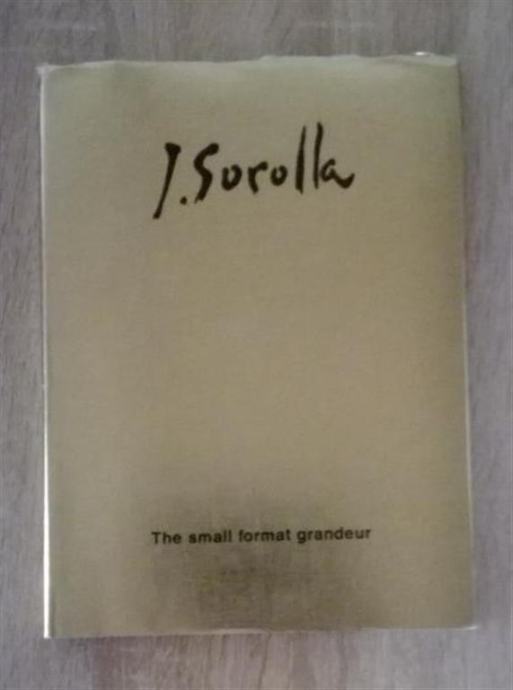 J. Sorolla
The small format grandeur